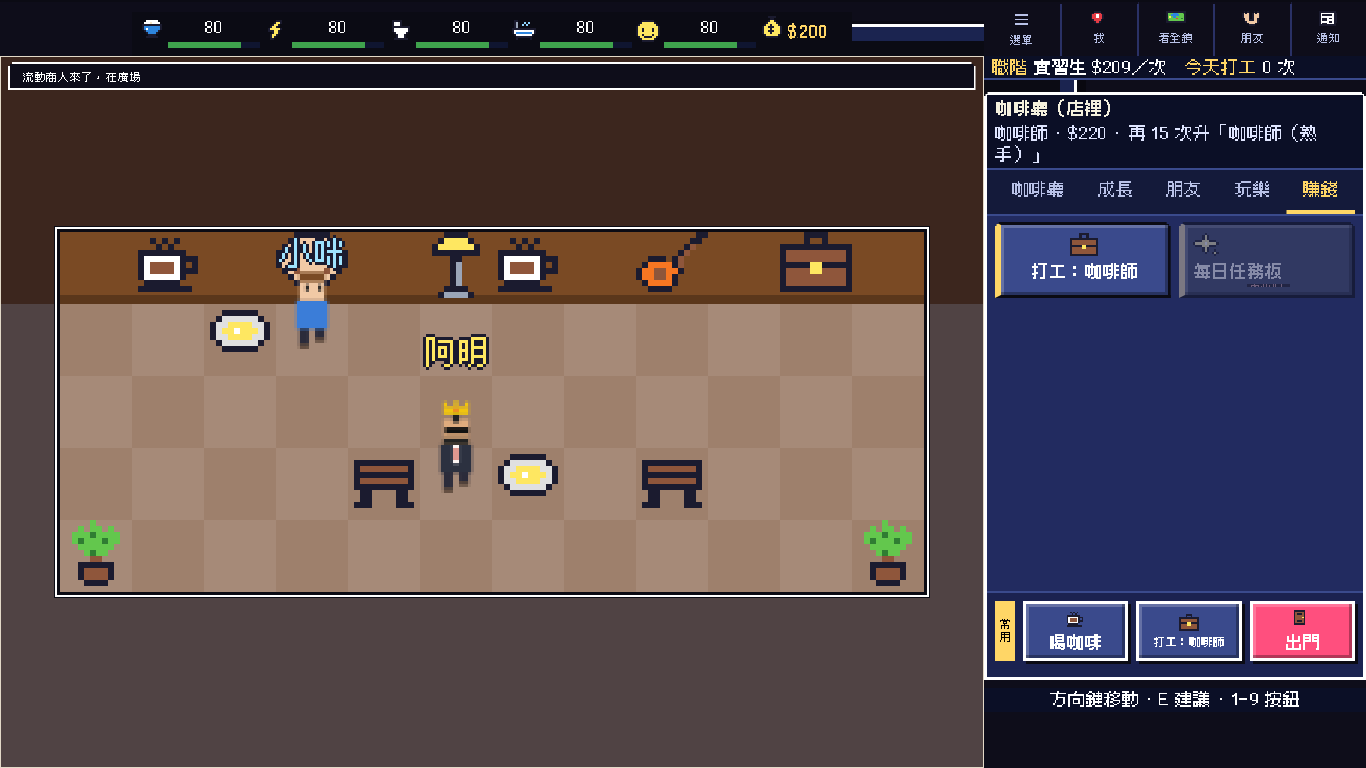 80 80 80 80 80 $200
選單 我 看全鎮 朋友 通知
流動商人來了，在廣場
職階 實習生 $209／次 今天打工 0 次
咖啡廳（店裡）
咖啡師 · $220 · 再 15 次升「咖啡師（熟
手）」
咖啡廳 成長 朋友 玩樂 賺錢
打工：咖啡師
每日任務板
小咪
阿明
常用
喝咖啡 打工：咖啡師 出門
方向鍵移動 · E 建議 · 1-9 按鈕